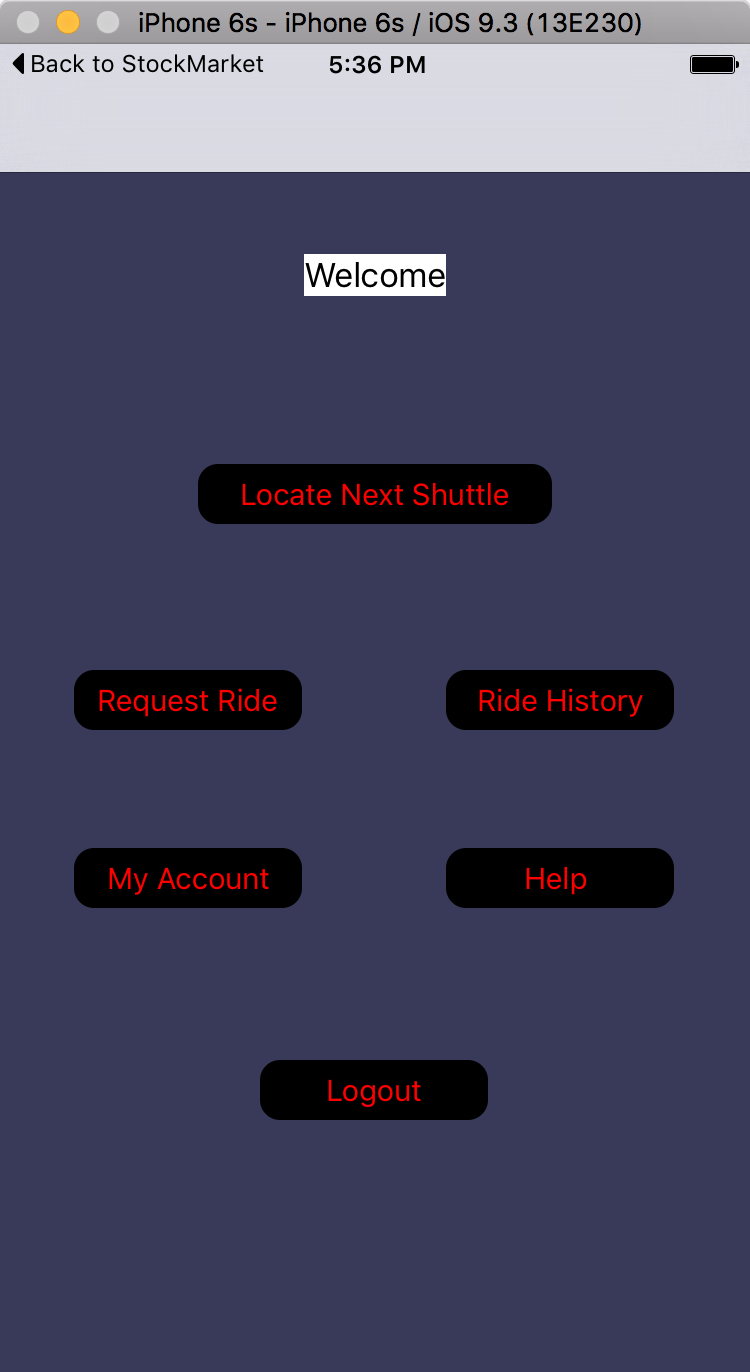 iPhone 6s - iPhone 6s / iOS 9.3 (13E230)
Back to StockMarket 5:36 PM
Welcome
Locate Next Shuttle
Request Ride Ride History
My Account Help
Logout